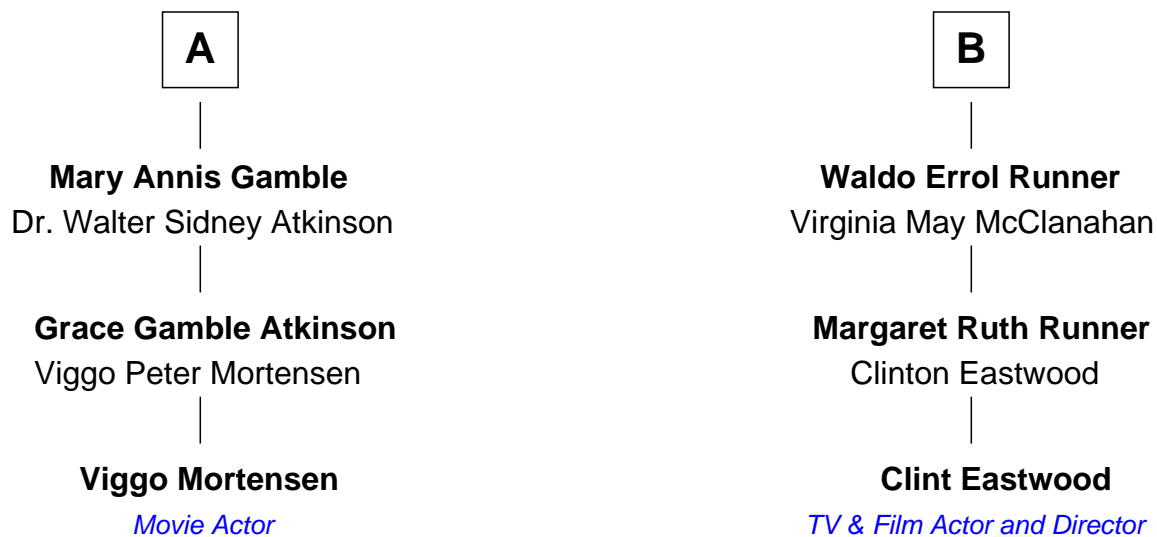 A
Mary Annis Gamble
Dr. Walter Sidney Atkinson
Grace Gamble Atkinson
Viggo Peter Mortensen
Viggo Mortensen
Movie Actor
B
Waldo Errol Runner
Virginia May McClanahan
Margaret Ruth Runner
Clinton Eastwood
Clint Eastwood
TV & Film Actor and Director